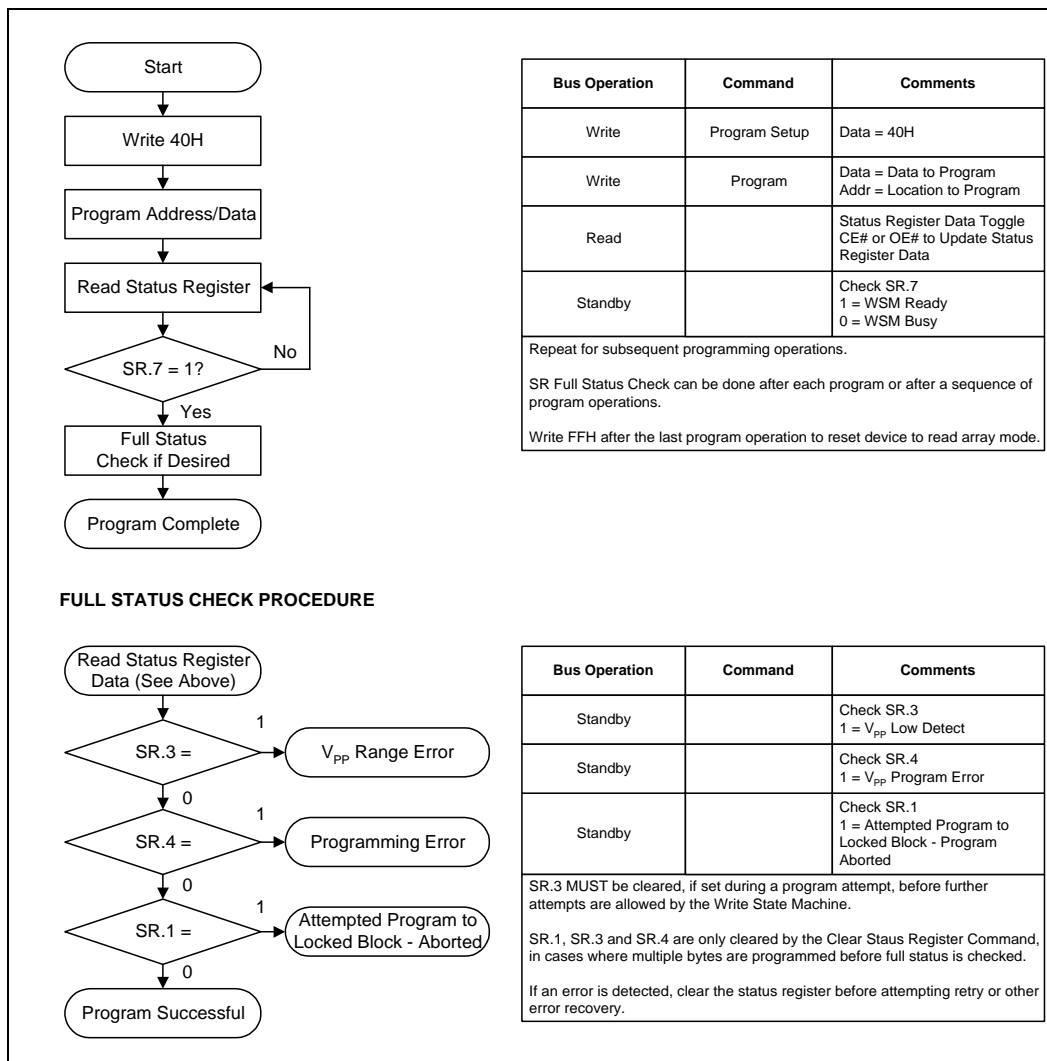 Start
Write 40H
Program Address/Data
Read Status Register
No
SR.7 = 1?
Yes
Full Status
Check if Desired
Program Complete
Bus Operation Command Comments
Write Program Setup Data = 40H
Write Program Data = Data to Program
Addr = Location to Program
Read Status Register Data Toggle
CE# or OE# to Update Status
Register Data
Standby Check SR.7
1 = WSM Ready
0 = WSM Busy
Repeat for subsequent programming operations.
SR Full Status Check can be done after each program or after a sequence of
program operations.
Write FFH after the last program operation to reset device to read array mode.
FULL STATUS CHECK PROCEDURE
Read Status Register
Data (See Above)
1
SR.3 =
VPP Range Error
0
1
SR.4 =
Programming Error
0
1
SR.1 =
Attempted Program to
Locked Block - Aborted
0
Program Successful
Bus Operation Command Comments
Standby Check SR.3
1 = VPP Low Detect
Standby Check SR.4
1 = VPP Program Error
Standby Check SR.1
1 = Attempted Program to
Locked Block - Program
Aborted
SR.3 MUST be cleared, if set during a program attempt, before further
attempts are allowed by the Write State Machine.
SR.1, SR.3 and SR.4 are only cleared by the Clear Staus Register Command,
in cases where multiple bytes are programmed before full status is checked.
If an error is detected, clear the status register before attempting retry or other
error recovery.